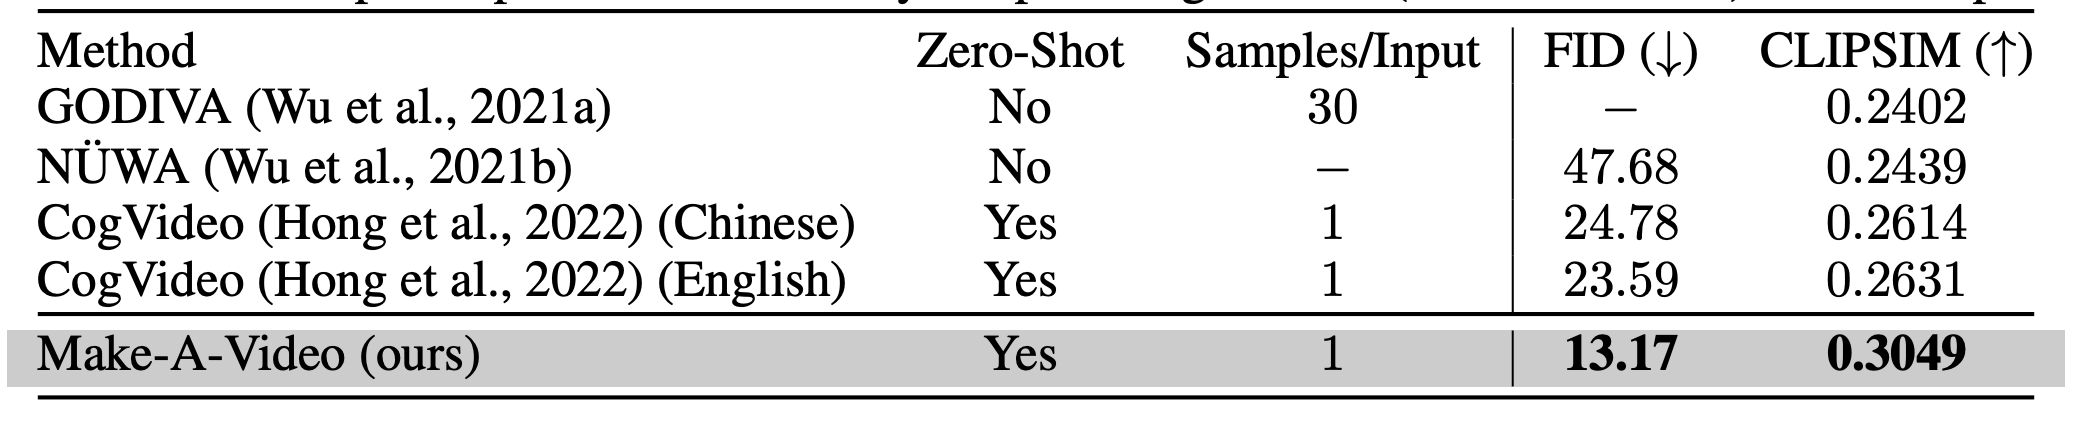 Method Zero-Shot Samples/Input FID (↓) CLIPSIM (↑)
GODIVA (Wu et al., 2021a) No 30 − 0.2402
NÜWA (Wu et al., 2021b) No − 47.68 0.2439
CogVideo (Hong et al., 2022) (Chinese) Yes 1 24.78 0.2614
CogVideo (Hong et al., 2022) (English) Yes 1 23.59 0.2631
Make-A-Video (ours) Yes 1 13.17 0.3049